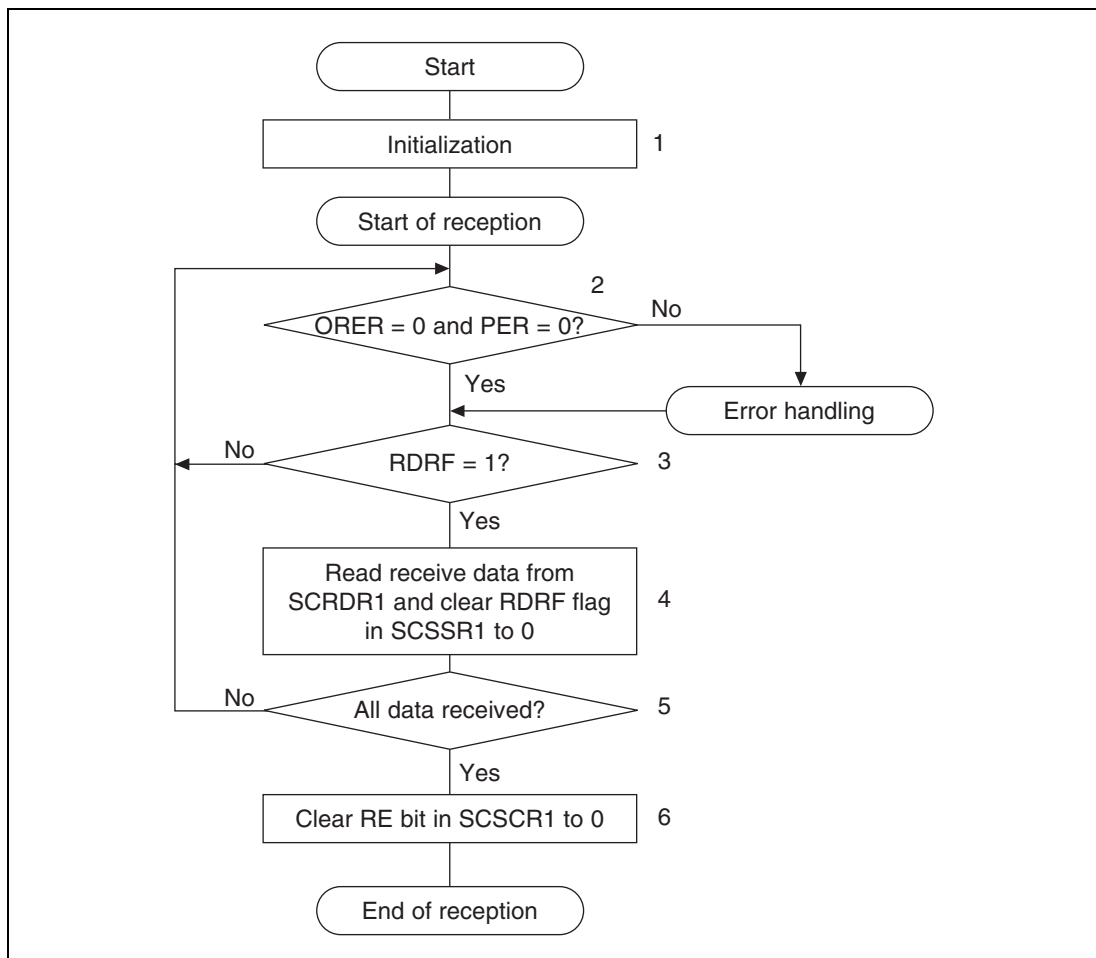 Start
Initialization
1
Start of reception
2
ORER = 0 and PER = 0?
No
Yes
Error handling
No
RDRF = 1?
3
Yes
Read receive data from
SCRDR1 and clear RDRF flag
in SCSSR1 to 0
4
No
All data received?
5
Yes
Clear RE bit in SCSCR1 to 0
6
End of reception